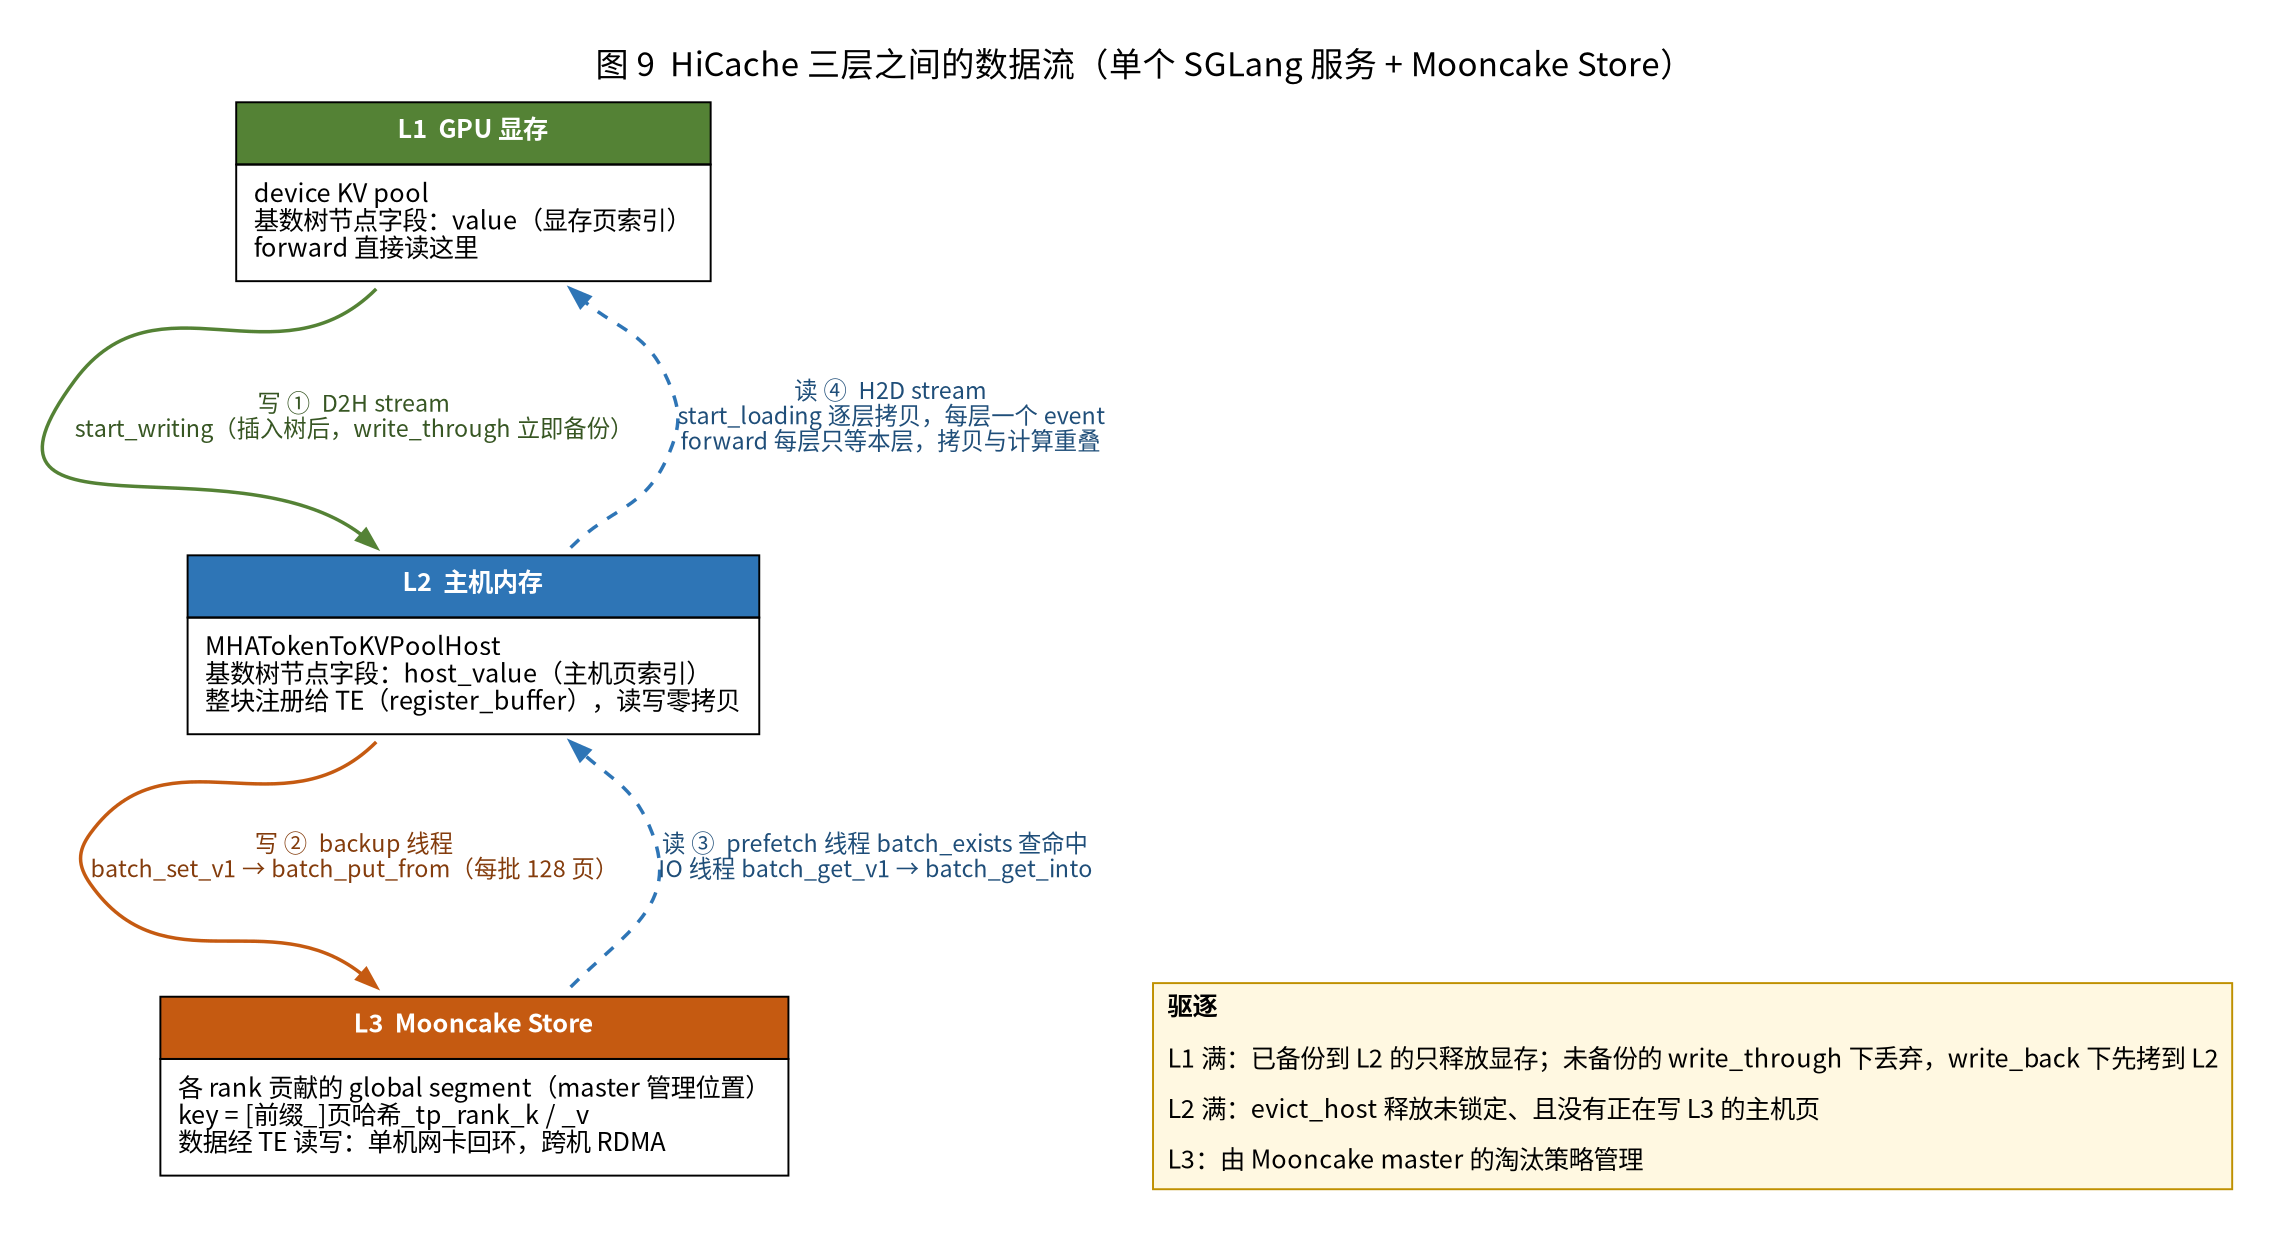 图 9  HiCache 三层之间的数据流（单个 SGLang 服务 + Mooncake Store）
L1  GPU 显存
device KV pool
基数树节点字段：value（显存页索引）
forward 直接读这里
写 ①  D2H stream
start_writing（插入树后，write_through 立即备份）
读 ④  H2D stream
start_loading 逐层拷贝，每层一个 event
forward 每层只等本层，拷贝与计算重叠
L2  主机内存
MHATokenToKVPoolHost
基数树节点字段：host_value（主机页索引）
整块注册给 TE（register_buffer），读写零拷贝
写 ②  backup 线程
batch_set_v1 → batch_put_from（每批 128 页）
读 ③  prefetch 线程 batch_exists 查命中
IO 线程 batch_get_v1 → batch_get_into
L3  Mooncake Store
各 rank 贡献的 global segment（master 管理位置）
key = [前缀_]页哈希_tp_rank_k / _v
数据经 TE 读写：单机网卡回环，跨机 RDMA
驱逐
L1 满：已备份到 L2 的只释放显存；未备份的 write_through 下丢弃，write_back 下先拷到 L2
L2 满：evict_host 释放未锁定、且没有正在写 L3 的主机页
L3：由 Mooncake master 的淘汰策略管理